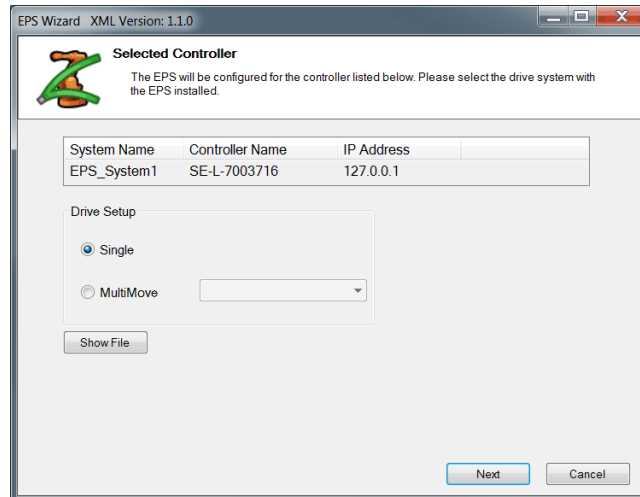 EPS Wizard XML Version: 1.1.0
Selected Controller
The EPS will be configured for the controller listed below. Please select the drive system with
the EPS installed.
System Name Controller Name IP Address
EPS_System1 SE-L-7003716 127.0.0.1
Drive Setup
Single
MultiMove
Show File
Next Cancel